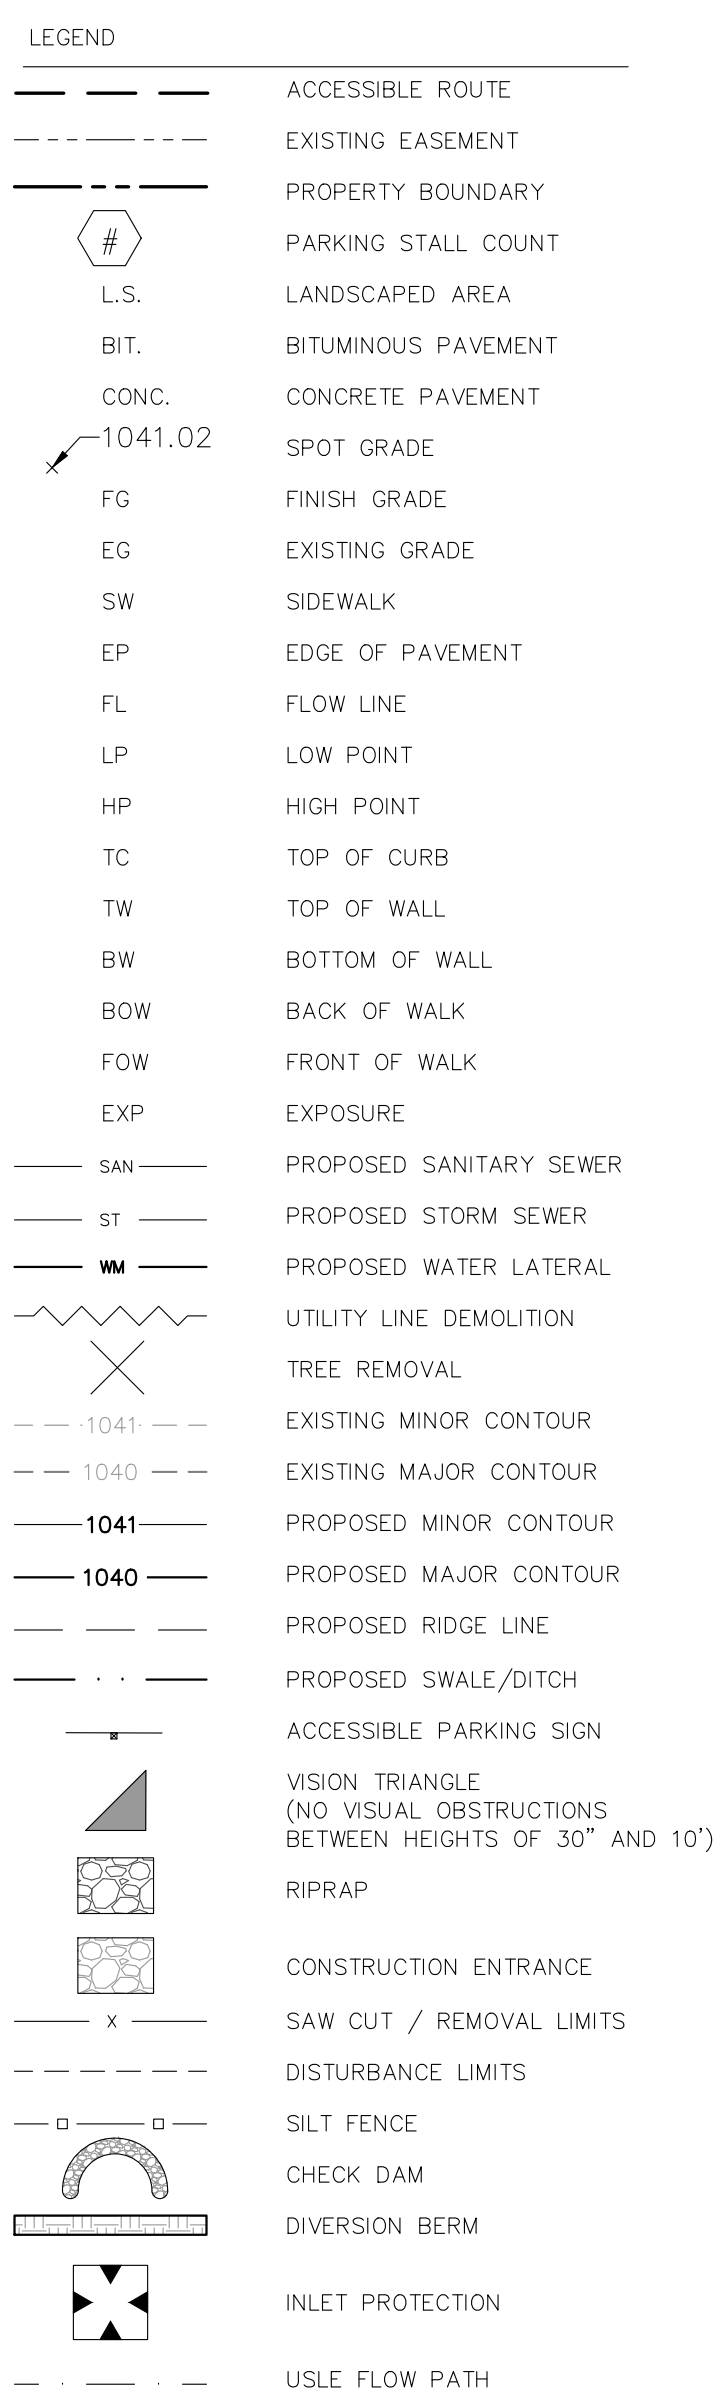 LEGEND
ACCESSIBLE ROUTE
EXISTING EASEMENT
PROPERTY BOUNDARY
# PARKING STALL COUNT
L.S. LANDSCAPED AREA
BIT. BITUMINOUS PAVEMENT
CONC. CONCRETE PAVEMENT
1041.02 SPOT GRADE
FG FINISH GRADE
EG EXISTING GRADE
SW SIDEWALK
EP EDGE OF PAVEMENT
FL FLOW LINE
LP LOW POINT
HP HIGH POINT
TC TOP OF CURB
TW TOP OF WALL
BW BOTTOM OF WALL
BOW BACK OF WALK
FOW FRONT OF WALK
EXP EXPOSURE
SAN PROPOSED SANITARY SEWER
ST PROPOSED STORM SEWER
WM PROPOSED WATER LATERAL
UTILITY LINE DEMOLITION
TREE REMOVAL
1041 EXISTING MINOR CONTOUR
1040 EXISTING MAJOR CONTOUR
1041 PROPOSED MINOR CONTOUR
1040 PROPOSED MAJOR CONTOUR
PROPOSED RIDGE LINE
PROPOSED SWALE/DITCH
ACCESSIBLE PARKING SIGN
VISION TRIANGLE
(NO VISUAL OBSTRUCTIONS
BETWEEN HEIGHTS OF 30” AND 10’)
RIPRAP
CONSTRUCTION ENTRANCE
X SAW CUT / REMOVAL LIMITS
DISTURBANCE LIMITS
SILT FENCE
CHECK DAM
DIVERSION BERM
INLET PROTECTION
USLE FLOW PATH